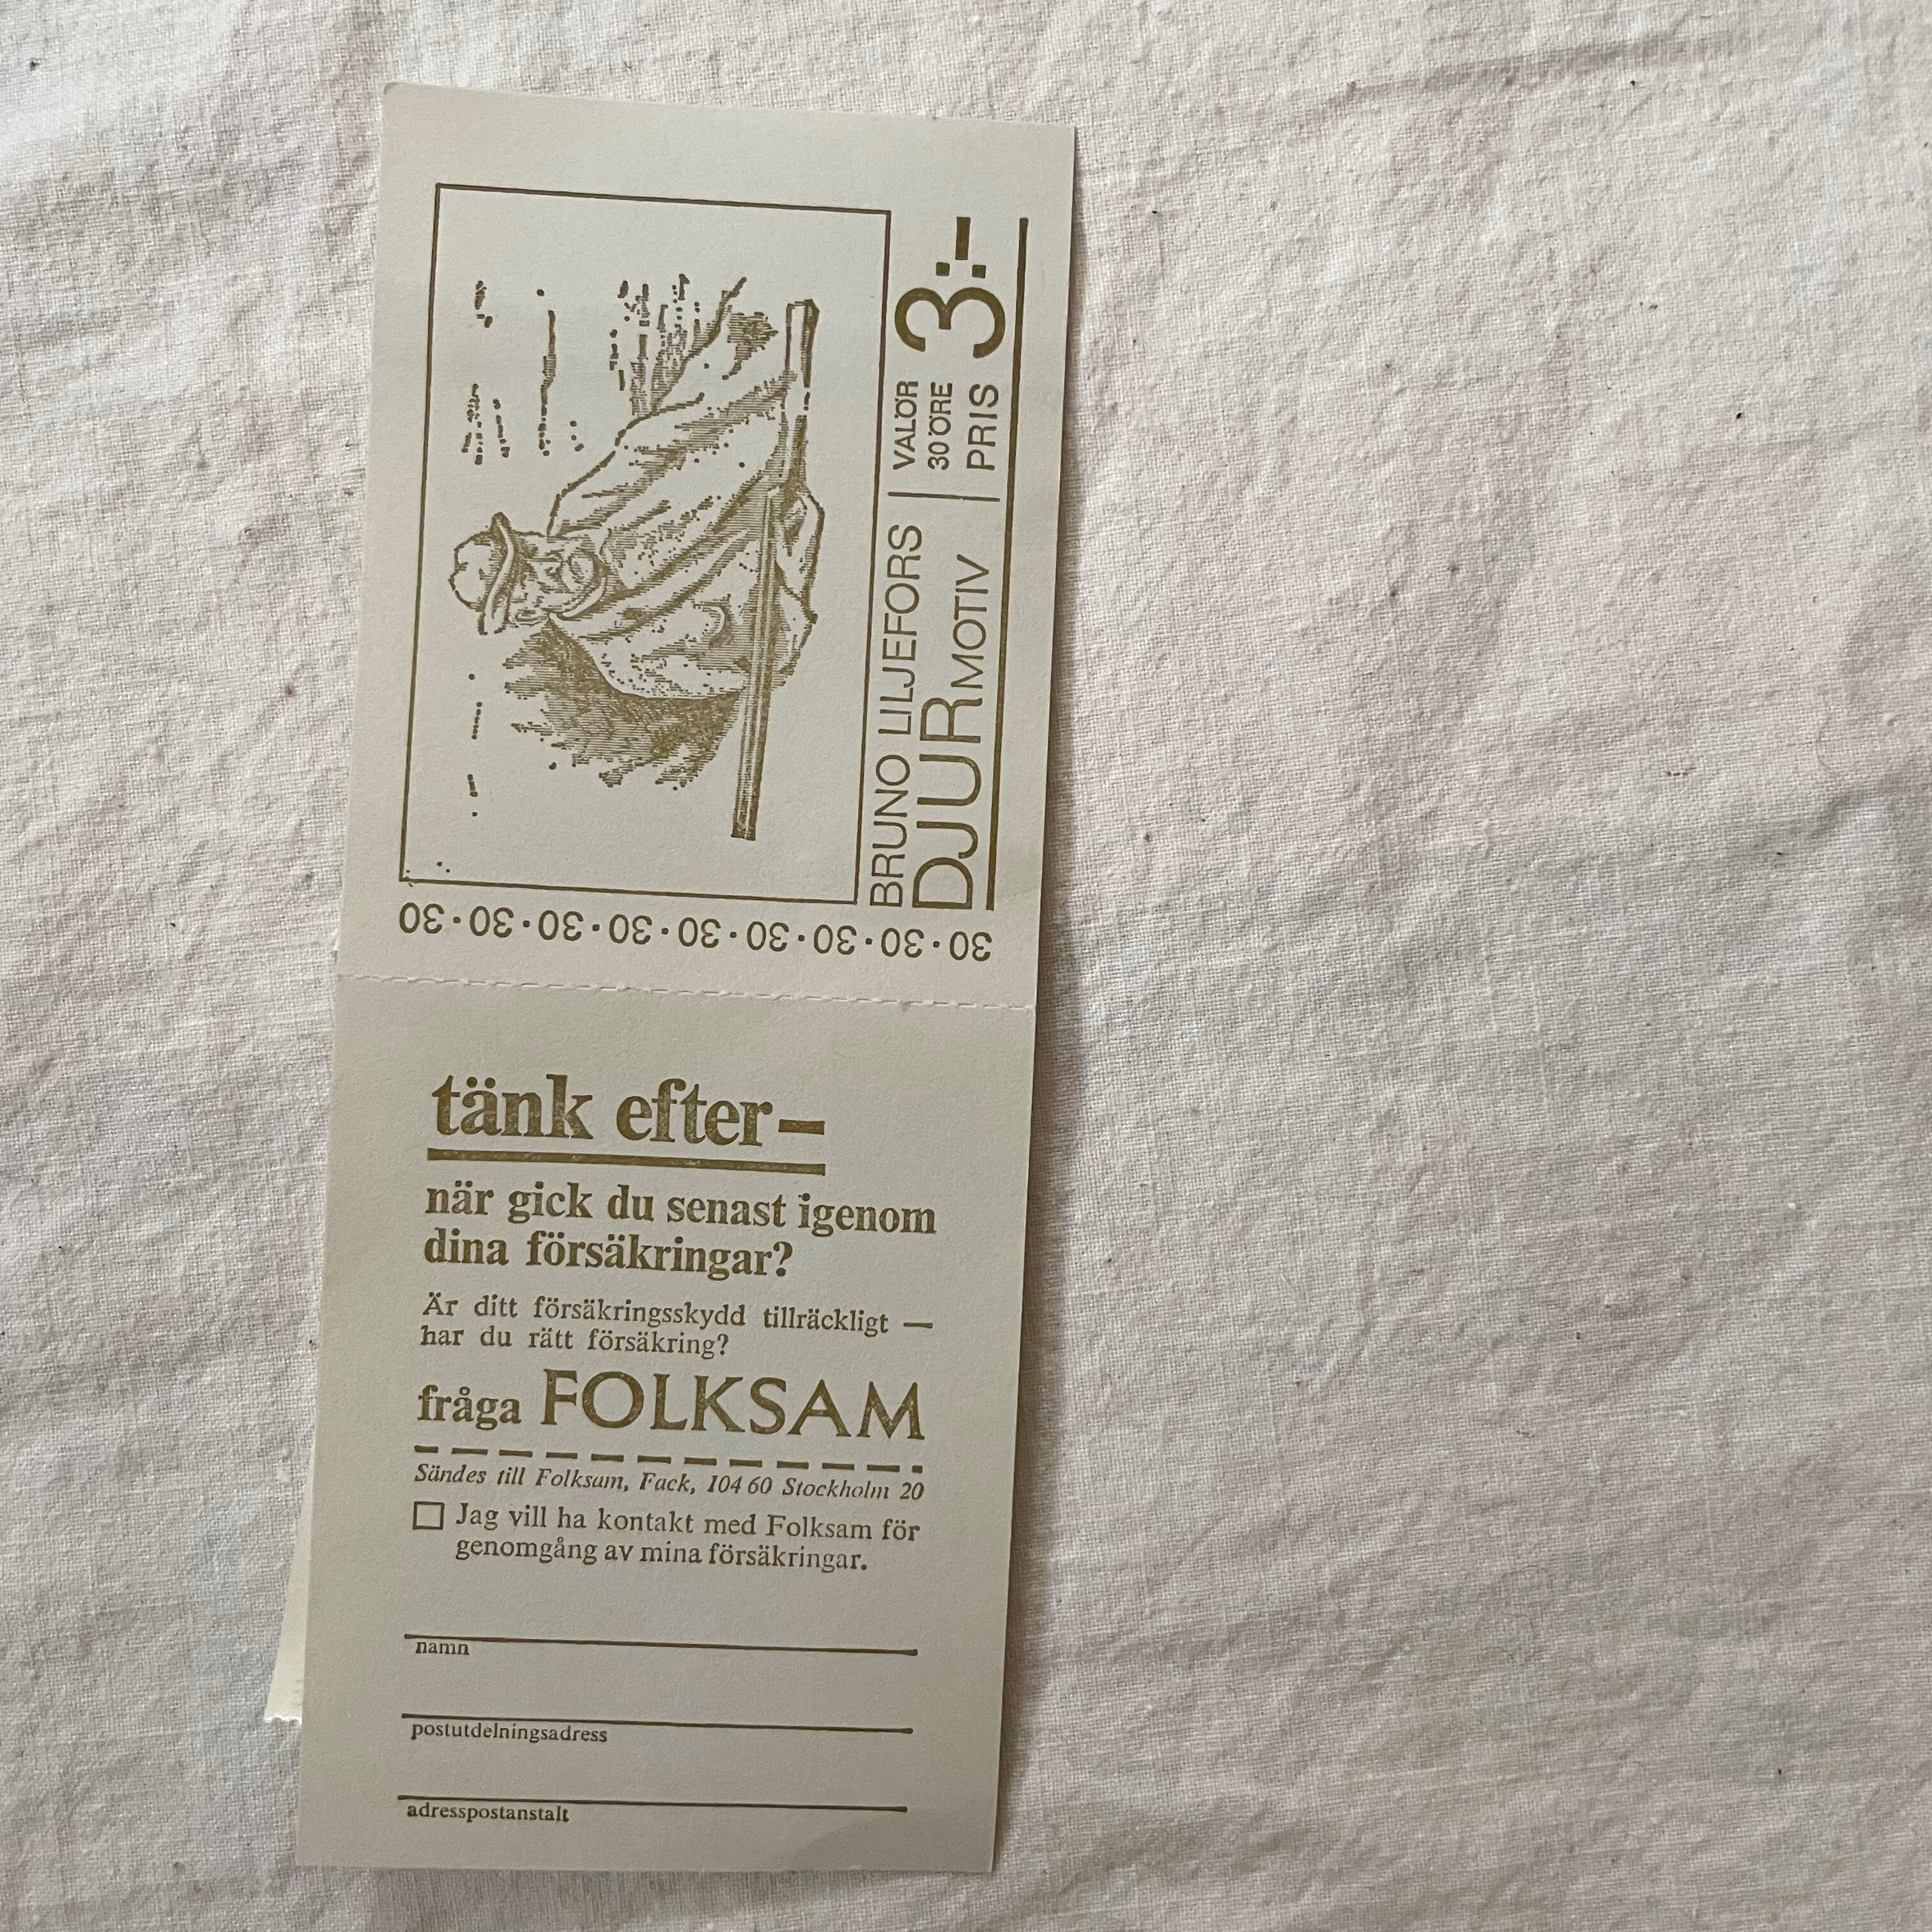 BRUNO LILJEFORS
DJURMOTIV
VALÖR
30 ÖRE
PRIS 3:-
30·30·30·30·30·30·30·30·30
tänk efter–
när gick du senast igenom
dina försäkringar?
Är ditt försäkringsskydd tillräckligt —
har du rätt försäkring?
fråga FOLKSAM
Sändes till Folksam, Fack, 104 60 Stockholm 20
Jag vill ha kontakt med Folksam för
genomgång av mina försäkringar.
namn
postutdelningsadress
adresspostanstalt